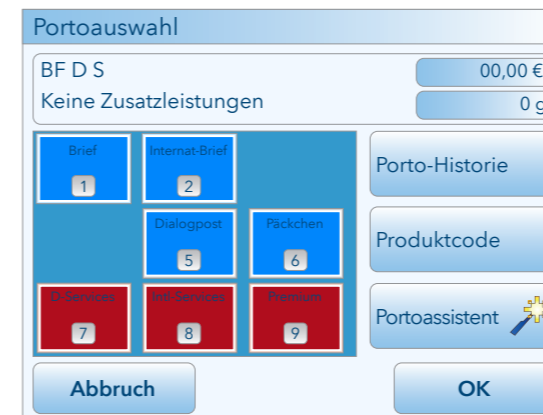 Portoauswahl
BF D S 00,00 €
Keine Zusatzleistungen 0 g
Brief Internat-Brief
1 2
Porto-Historie
Dialogpost Päckchen
5 6
Produktcode
D Services Intl Services Premium
7 8 9
Portoassistent
Abbruch OK